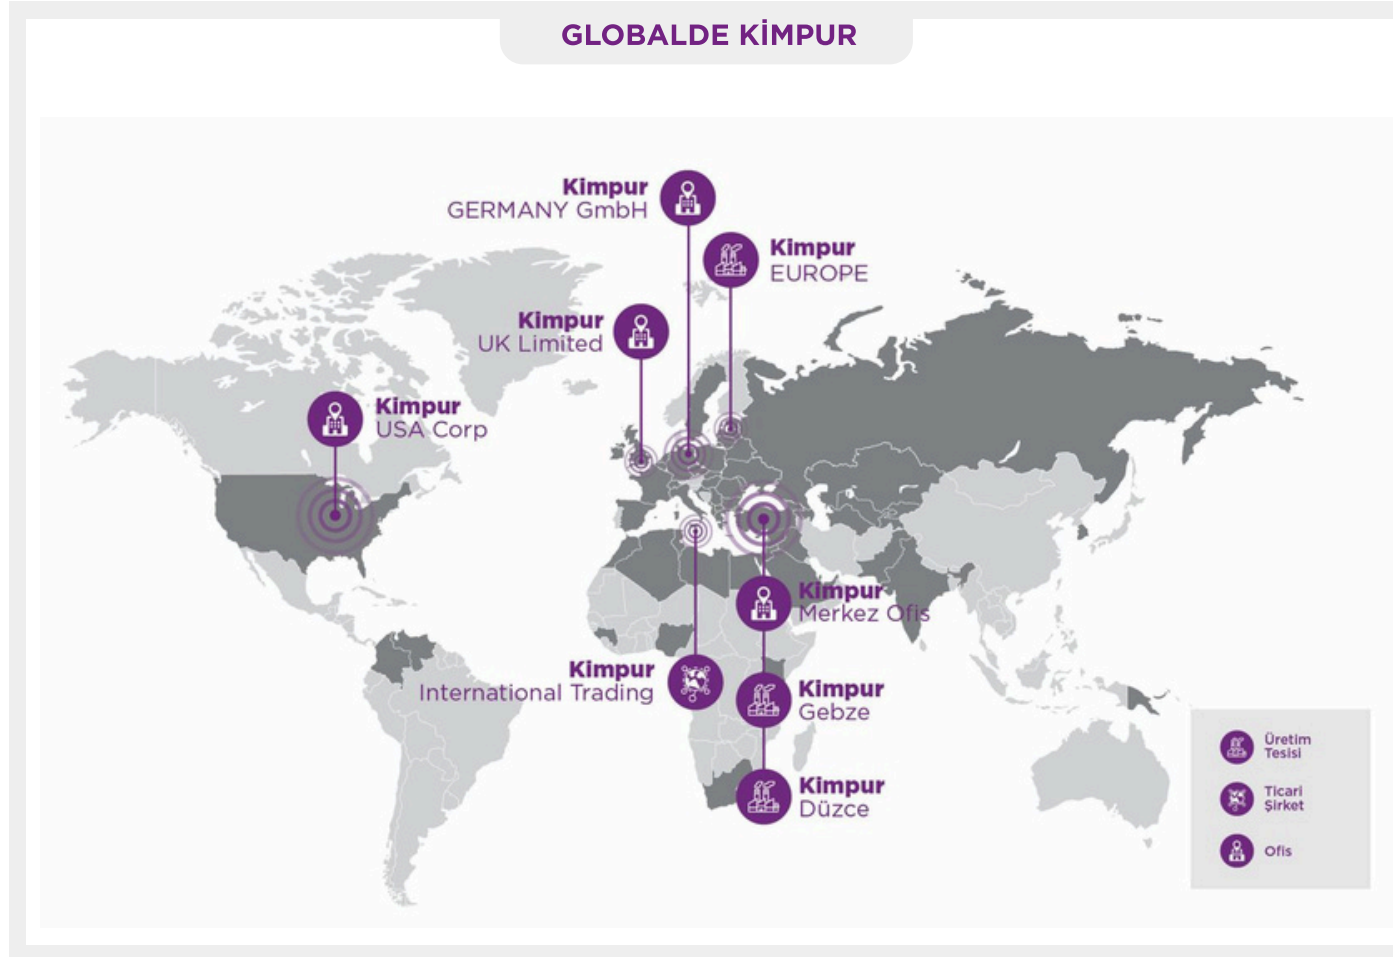 GLOBALDE KİMPUR
Kimpur
GERMANY GmbH
Kimpur
EUROPE
Kimpur
UK Limited
Kimpur
USA Corp
Kimpur
Merkez Ofis
Kimpur
International Trading
Kimpur
Gebze
Kimpur
Düzce
Üretim
Tesisi
Ticari
Şirket
Ofis